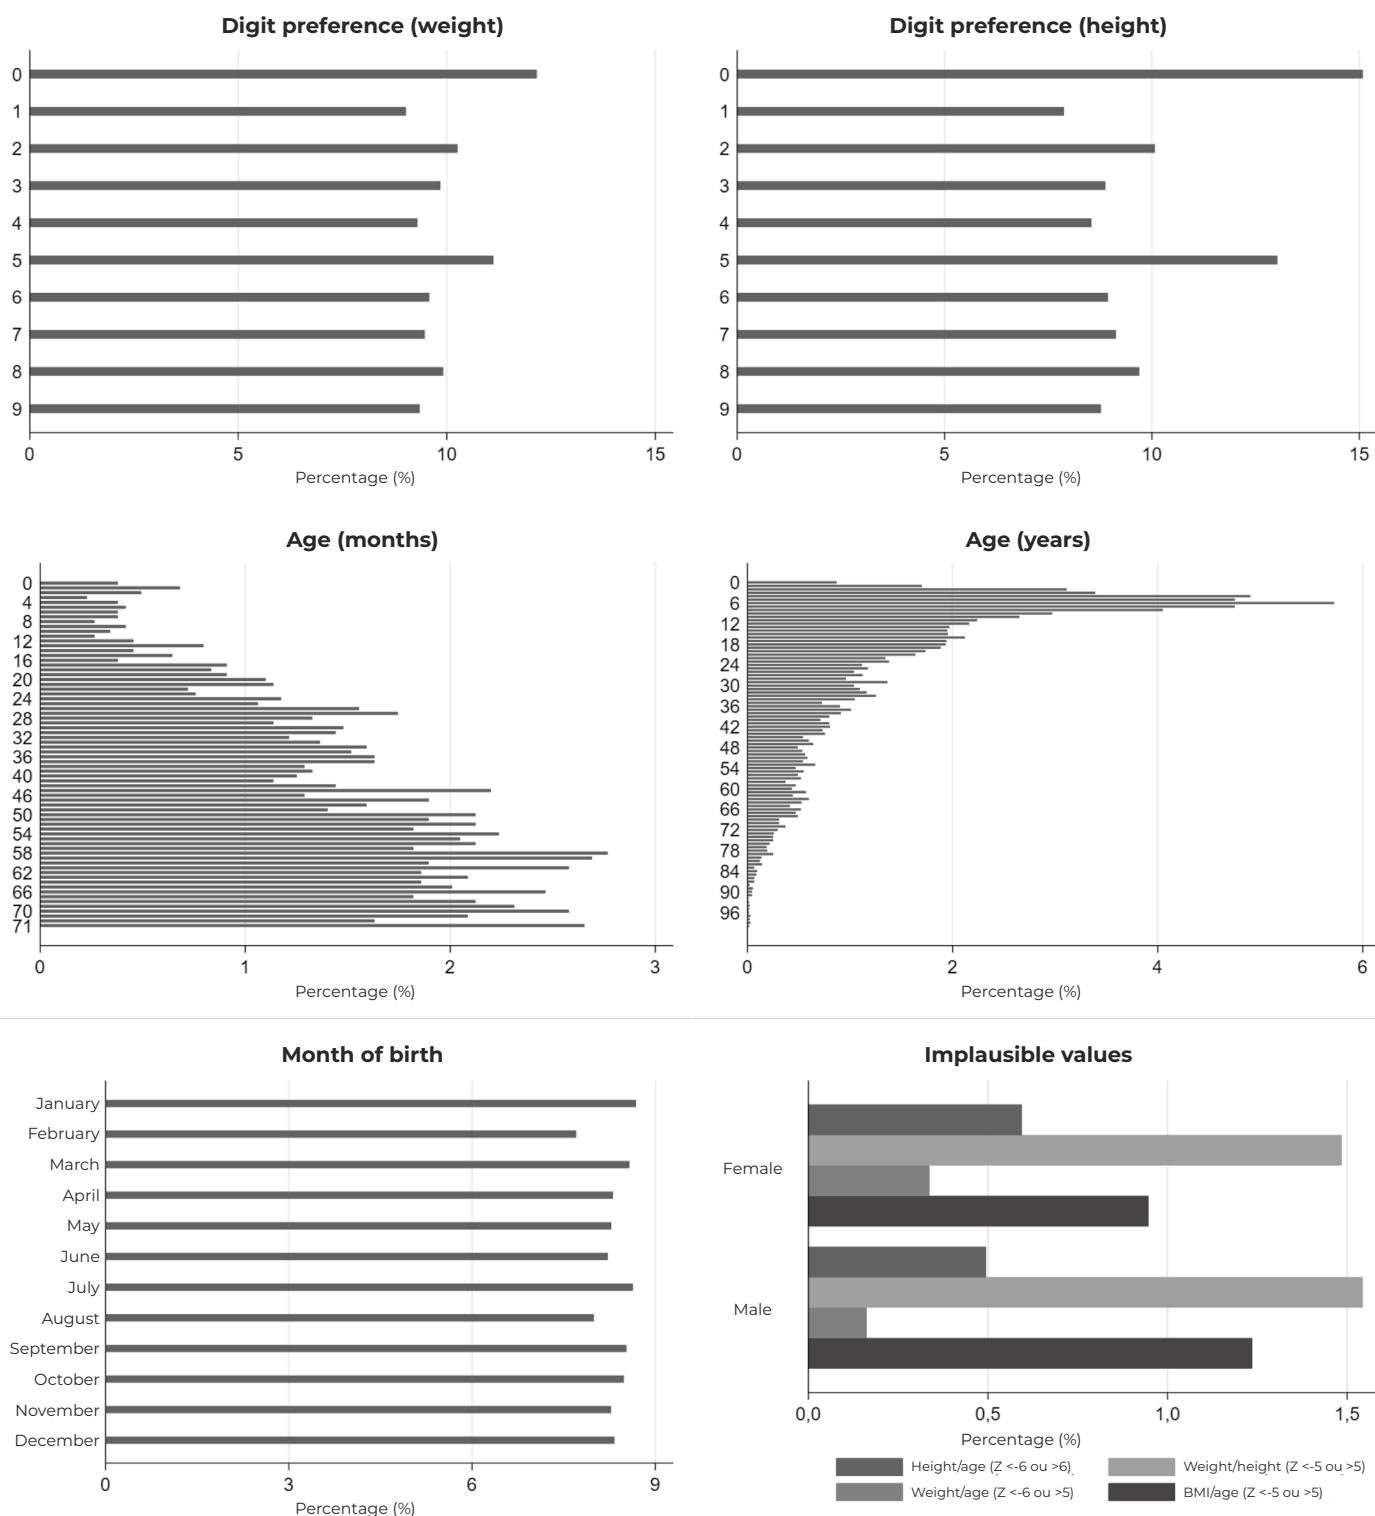 Digit preference (weight)
0
1
2
3
4
5
6
7
8
9
0 5 10 15
Percentage (%)
Digit preference (height)
0
1
2
3
4
5
6
7
8
9
0 5 10 15
Percentage (%)
Age (months)
0
4
8
12
16
20
24
28
32
36
40
46
50
54
58
62
66
70
71
0 1 2 3
Percentage (%)
Age (years)
0
6
12
18
24
30
36
42
48
54
60
66
72
78
84
90
96
0 2 4 6
Percentage (%)
Month of birth
January
February
March
April
May
June
July
August
September
October
November
December
0 3 6 9
Percentage (%)
Implausible values
Female
Male
0,0 0,5 1,0 1,5
Percentage (%)
Height/age (Z <-6 ou >6)
Weight/height (Z <-5 ou >5)
Weight/age (Z <-6 ou >5)
BMI/age (Z <-5 ou >5)